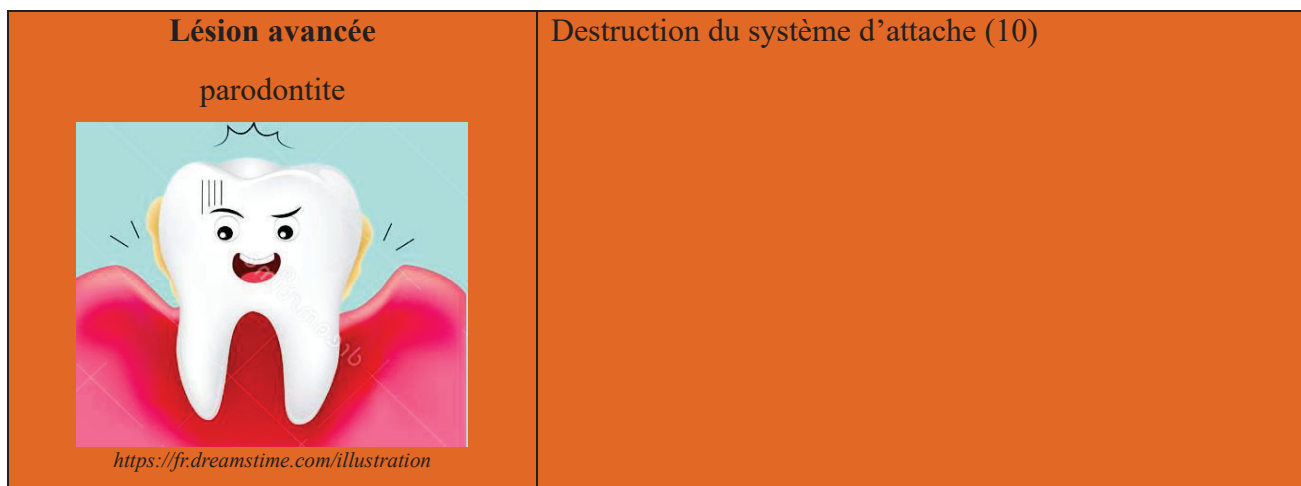 Lésion avancée
parodontite
https://fr.dreamstime.com/illustration
Destruction du système d’attache (10)